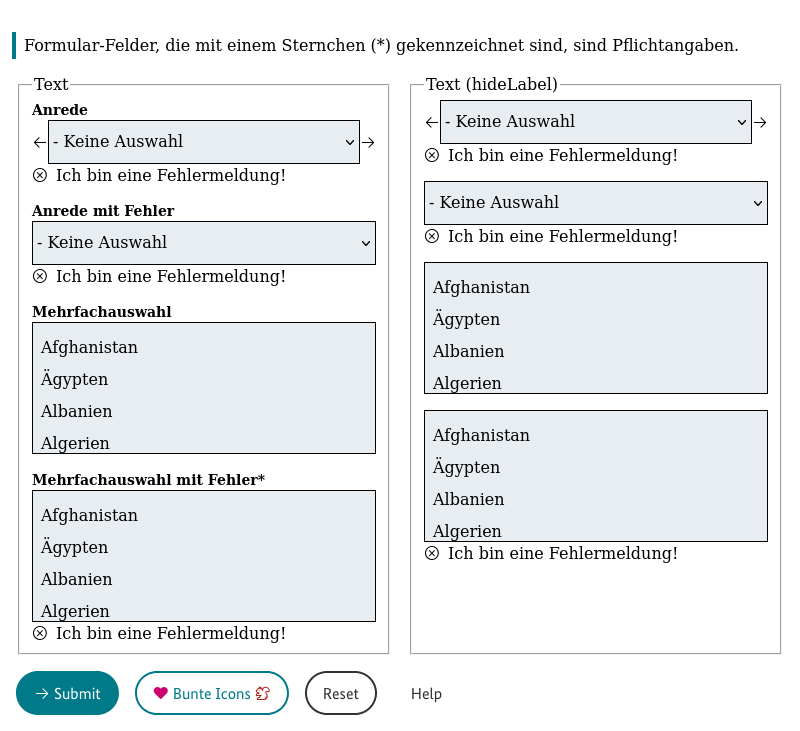 Formular-Felder, die mit einem Sternchen (*) gekennzeichnet sind, sind Pflichtangaben.
Text
Anrede
- Keine Auswahl
Ich bin eine Fehlermeldung!
Anrede mit Fehler
- Keine Auswahl
Ich bin eine Fehlermeldung!
Mehrfachauswahl
Afghanistan
Ägypten
Albanien
Algerien
Mehrfachauswahl mit Fehler*
Afghanistan
Ägypten
Albanien
Algerien
Ich bin eine Fehlermeldung!
Text (hideLabel)
- Keine Auswahl
Ich bin eine Fehlermeldung!
- Keine Auswahl
Ich bin eine Fehlermeldung!
Afghanistan
Ägypten
Albanien
Algerien
Afghanistan
Ägypten
Albanien
Algerien
Ich bin eine Fehlermeldung!
Submit
Bunte Icons
Reset
Help